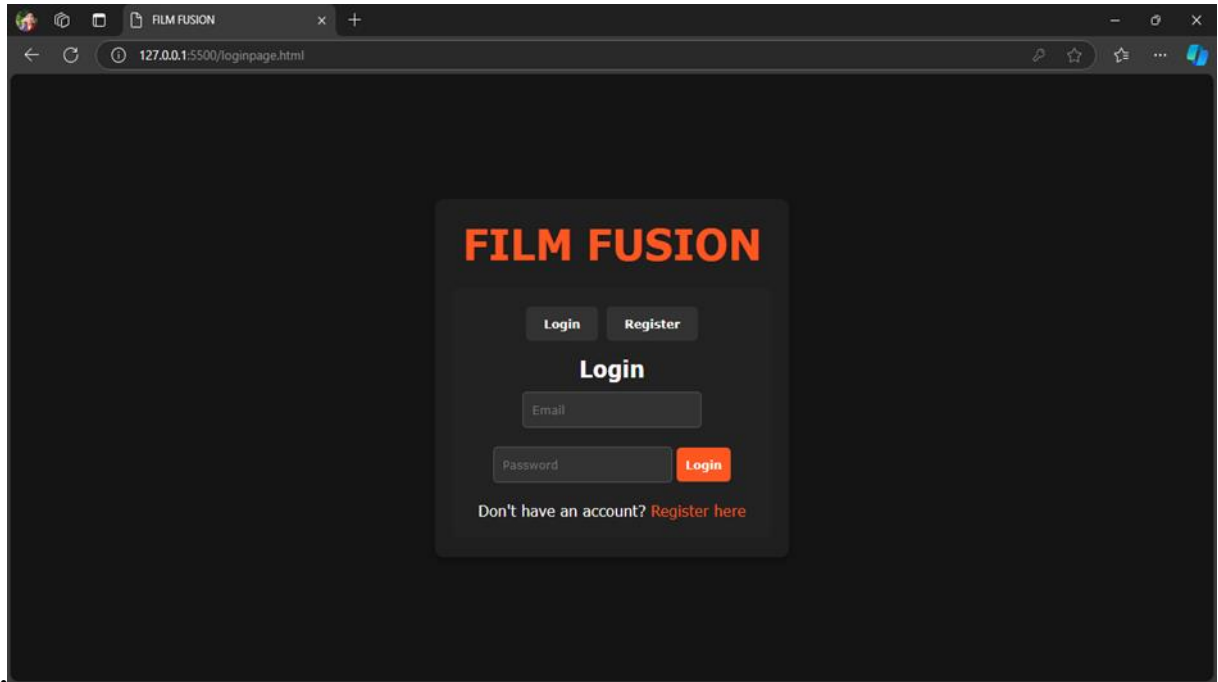 FILM FUSION
127.0.0.1:5500/loginpage.html
FILM FUSION
Login Register
Login
Email
Password Login
Don't have an account? Register here